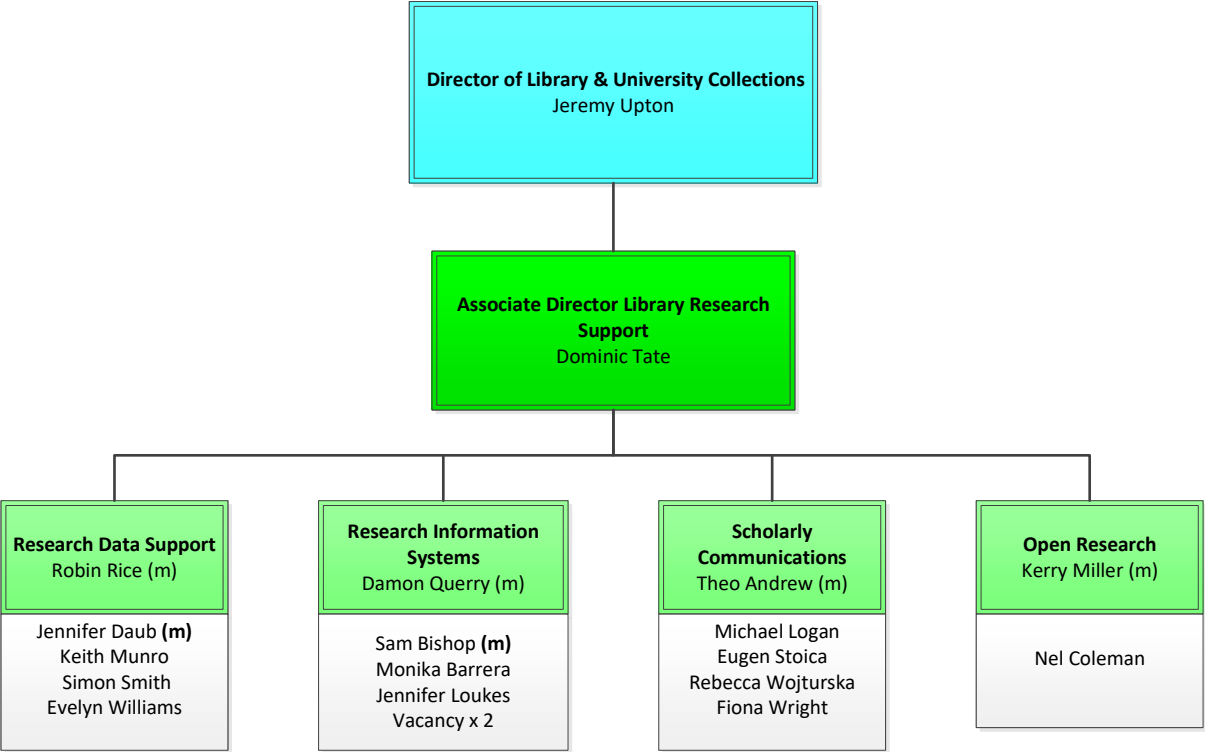 Director of Library & University Collections
Jeremy Upton
Associate Director Library Research
Support
Dominic Tate
Research Data Support
Robin Rice (m)
Jennifer Daub (m)
Keith Munro
Simon Smith
Evelyn Williams
Research Information
Systems
Damon Querry (m)
Sam Bishop (m)
Monika Barrera
Jennifer Loukes
Vacancy x 2
Scholarly
Communications
Theo Andrew (m)
Michael Logan
Eugen Stoica
Rebecca Wojturska
Fiona Wright
Open Research
Kerry Miller (m)
Nel Coleman